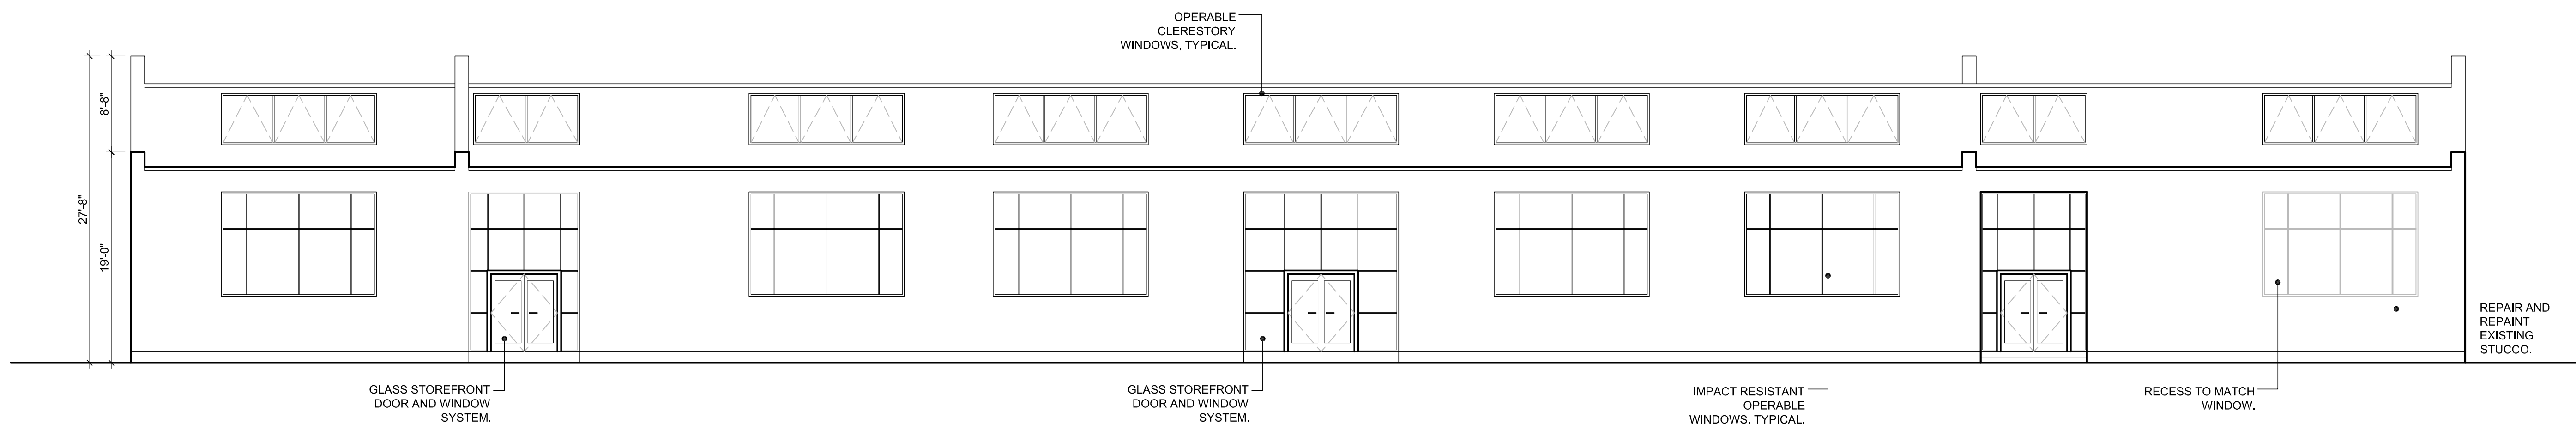 OPERABLE
CLERESTORY
WINDOWS, TYPICAL.
8'-8"
27'-8"
19'-0"
REPAIR AND
REPAINT
EXISTING
STUCCO.
GLASS STOREFRONT
DOOR AND WINDOW
SYSTEM.
GLASS STOREFRONT
DOOR AND WINDOW
SYSTEM.
IMPACT RESISTANT
OPERABLE
WINDOWS. TYPICAL.
RECESS TO MATCH
WINDOW.